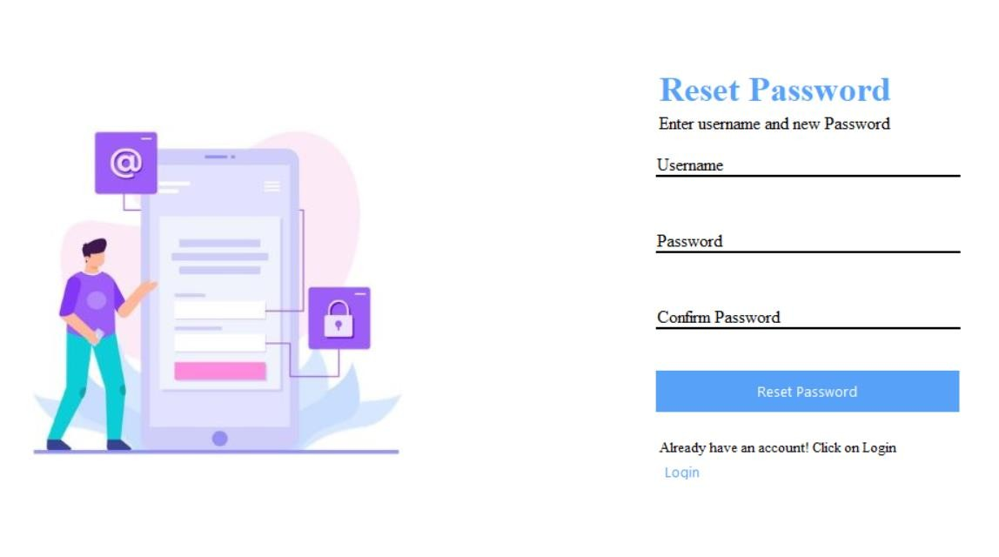 Reset Password
Enter username and new Password
Username
Password
Confirm Password
Reset Password
Already have an account! Click on Login
Login
@